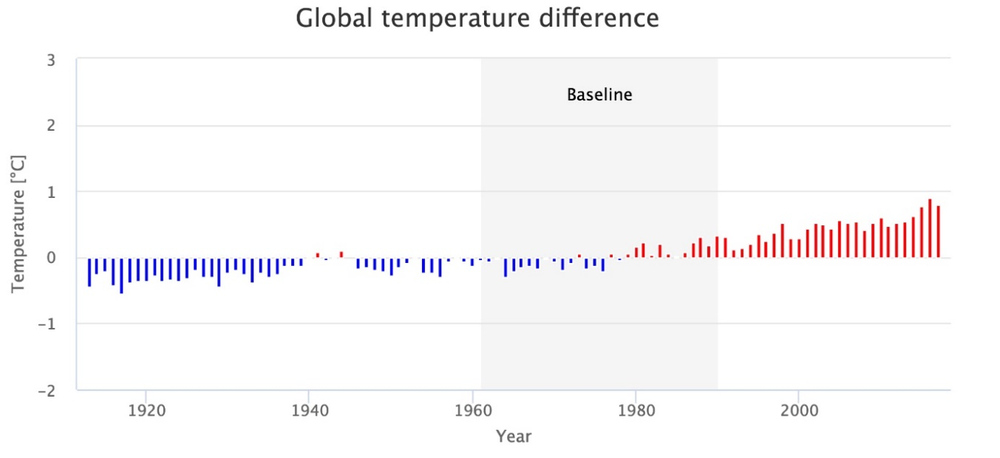 Global temperature difference
3
Baseline
2
1
0
−1
−2
Temperature [°C]
1920 1940 1960 1980 2000
Year